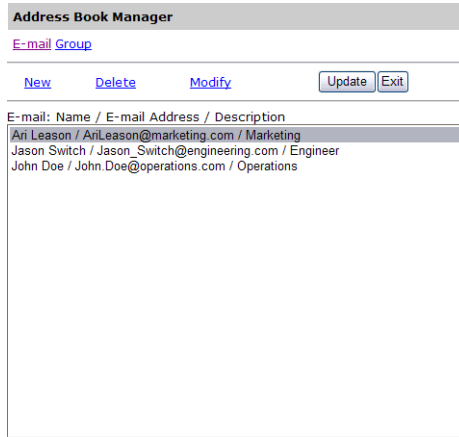 Address Book Manager
E-mail Group
New Delete Modify Update Exit
E-mail: Name / E-mail Address / Description
Ari Leason / AriLeason@marketing.com / Marketing
Jason Switch / Jason_Switch@engineering.com / Engineer
John Doe / John.Doe@operations.com / Operations